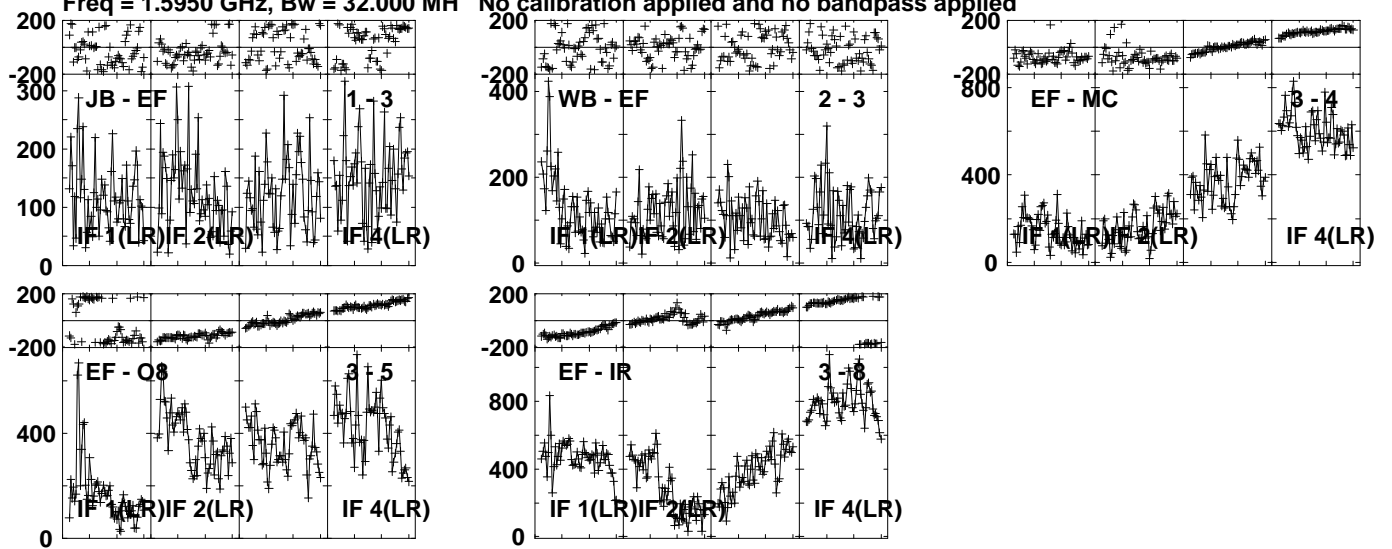 Freq = 1.5950 GHz, Bw = 32.000 MH No calibration applied and no bandpass applied
200
-200
300
200
100
0
JB - EF 1 - 3
IF 1(LR) IF 2(LR) IF 4(LR)
200
-200
400
200
0
WB - EF 2 - 3
IF 1(LR) IF 2(LR) IF 4(LR)
200
-200
800
400
0
EF - MC 3 - 4
IF 1(LR) IF 2(LR) IF 4(LR)
200
-200
400
0
EF - O8 3 - 5
IF 1(LR) IF 2(LR) IF 4(LR)
200
-200
800
400
0
EF - IR 3 - 8
IF 1(LR) IF 2(LR) IF 4(LR)